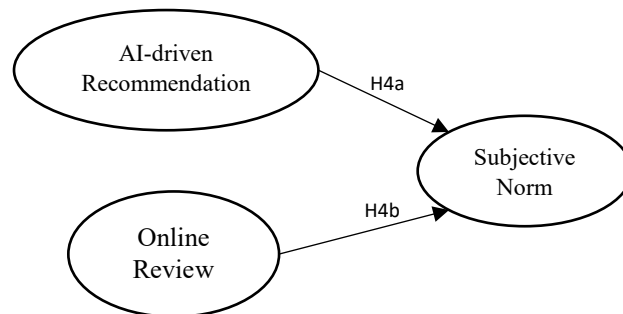 AI-driven
Recommendation
H4a
Subjective
Norm
H4b
Online
Review